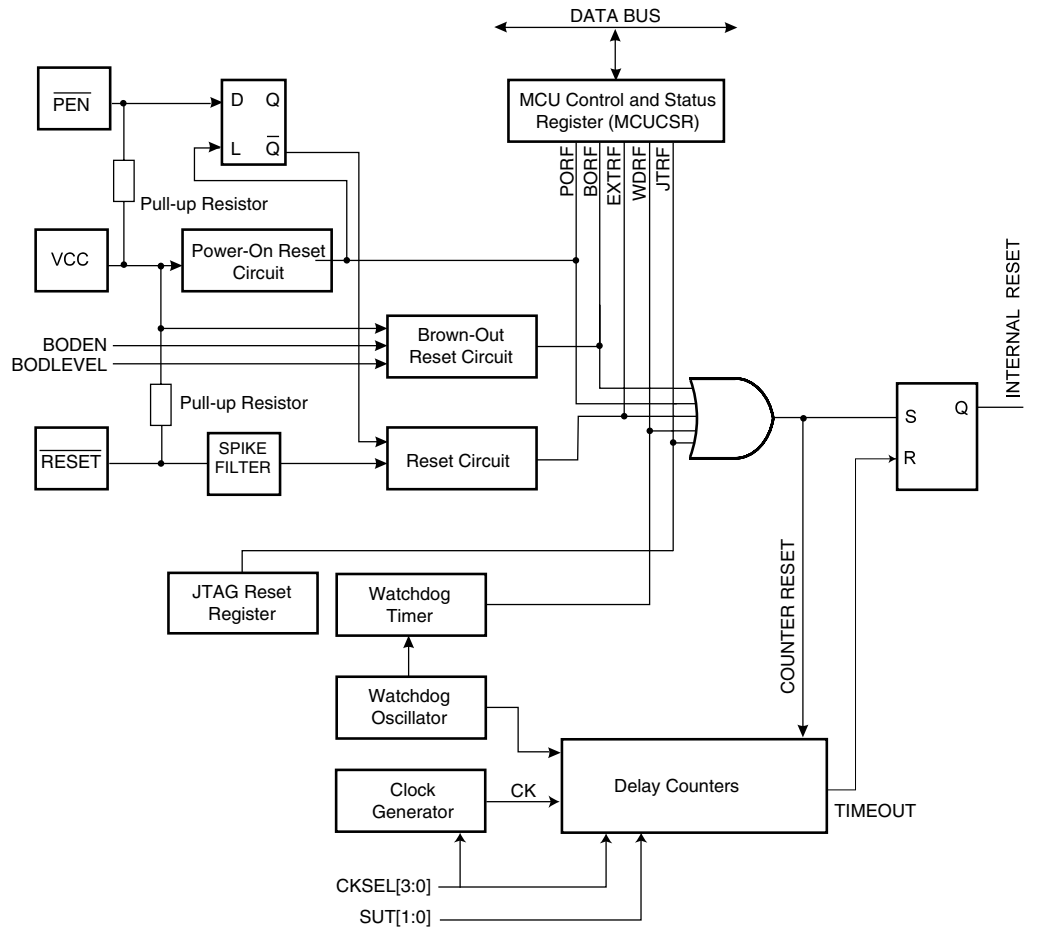 DATA BUS
PEN
D Q
L Q
MCU Control and Status
Register (MCUCSR)
PORF
BORF
EXTRF
WDRF
JTRF
Pull-up Resistor
VCC
Power-On Reset
Circuit
BODEN
BODLEVEL
Brown-Out
Reset Circuit
Pull-up Resistor
RESET
SPIKE
FILTER
Reset Circuit
S Q
R
INTERNAL RESET
JTAG Reset
Register
Watchdog
Timer
COUNTER RESET
Watchdog
Oscillator
Clock
Generator
CK
Delay Counters
TIMEOUT
CKSEL[3:0]
SUT[1:0]